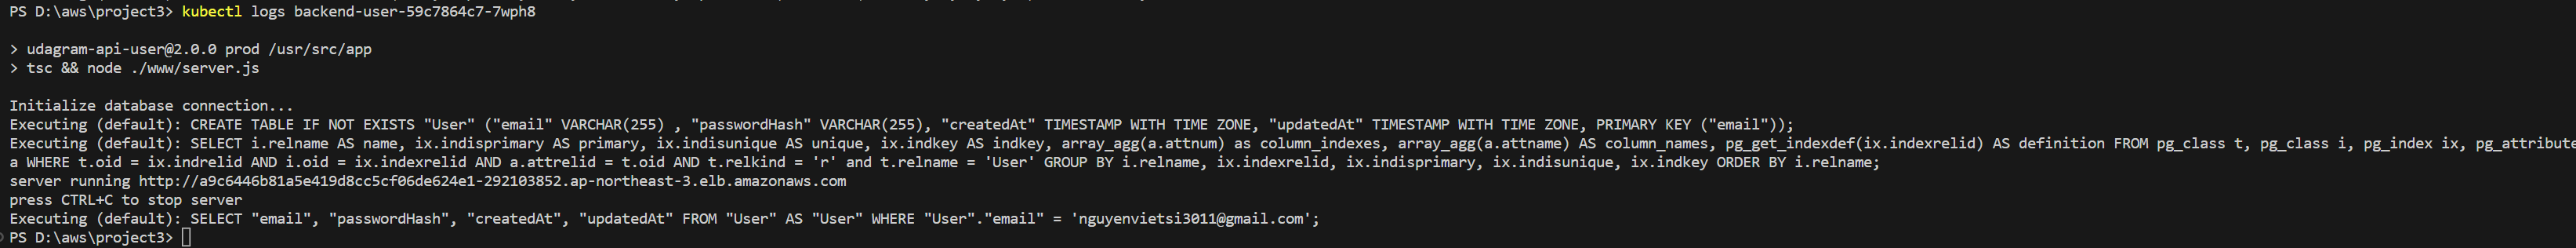 PS D:\aws\project3> kubectl logs backend-user-59c7864c7-7wph8
> udagram-api-user@2.0.0 prod /usr/src/app
> tsc && node ./www/server.js
Initialize database connection...
Executing (default): CREATE TABLE IF NOT EXISTS "User" ("email" VARCHAR(255) , "passwordHash" VARCHAR(255), "createdAt" TIMESTAMP WITH TIME ZONE, "updatedAt" TIMESTAMP WITH TIME ZONE, PRIMARY KEY ("email"));
Executing (default): SELECT i.relname AS name, ix.indisprimary AS primary, ix.indisunique AS unique, ix.indkey AS indkey, array_agg(a.attnum) as column_indexes, array_agg(a.attname) AS column_names, pg_get_indexdef(ix.indexrelid) AS definition FROM pg_class t, pg_class i, pg_index ix, pg_attribute
a WHERE t.oid = ix.indrelid AND i.oid = ix.indexrelid AND a.attrelid = t.oid AND t.relkind = 'r' and t.relname = 'User' GROUP BY i.relname, ix.indexrelid, ix.indisprimary, ix.indisunique, ix.indkey ORDER BY i.relname;
server running http://a9c6446b81a5e419d8cc5cf06de624e1-292103852.ap-northeast-3.elb.amazonaws.com
press CTRL+C to stop server
Executing (default): SELECT "email", "passwordHash", "createdAt", "updatedAt" FROM "User" AS "User" WHERE "User"."email" = 'nguyenvietsi3011@gmail.com';
PS D:\aws\project3>